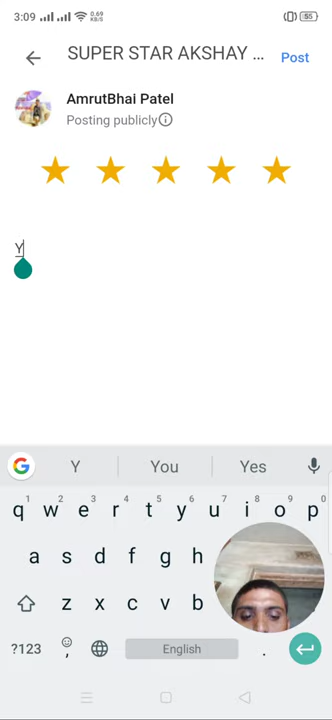 3:09 0.69 KB/S 55
SUPER STAR AKSHAY ... Post
AmrutBhai Patel
Posting publicly
Y
Y You Yes
1 2 3 4 5 6 7 8 9 0
q w e r t y u i o p
a s d f g h
z x c v b
?123 , English .